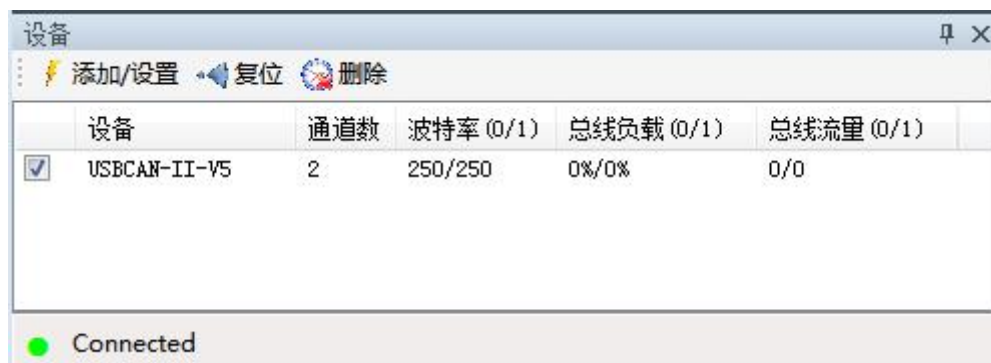 设备
添加/设置 复位 删除
设备 通道数 波特率(0/1) 总线负载(0/1) 总线流量(0/1)
USBCAN-II-V5 2 250/250 0%/0% 0/0
Connected